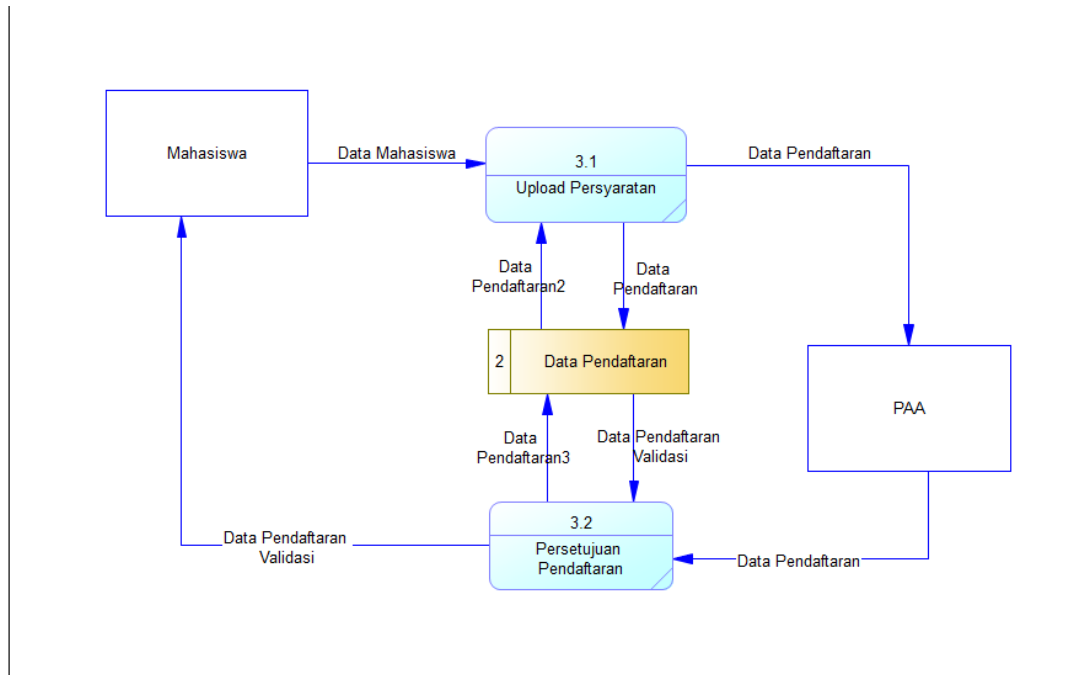 Mahasiswa
Data Mahasiswa
3.1
Upload Persyaratan
Data Pendaftaran
Data
Pendaftaran2
Data
Pendaftaran
2
Data Pendaftaran
PAA
Data
Pendaftaran3
Data Pendaftaran
Validasi
3.2
Persetujuan
Pendaftaran
Data Pendaftaran
Validasi
Data Pendaftaran